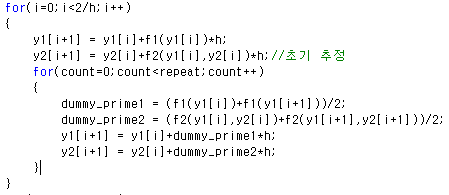 for(i=0;i<2/h;i++)
{
y1[i+1] = y1[i]+f1(y1[i])*h;
y2[i+1] = y2[i]+f2(y1[i],y2[i])*h;//초기 추정
for(count=0;count<repeat;count++)
{
dummy_prime1 = (f1(y1[i])+f1(y1[i+1]))/2;
dummy_prime2 = (f2(y1[i],y2[i])+f2(y1[i+1],y2[i+1]))/2;
y1[i+1] = y1[i]+dummy_prime1*h;
y2[i+1] = y2[i]+dummy_prime2*h;
}
}